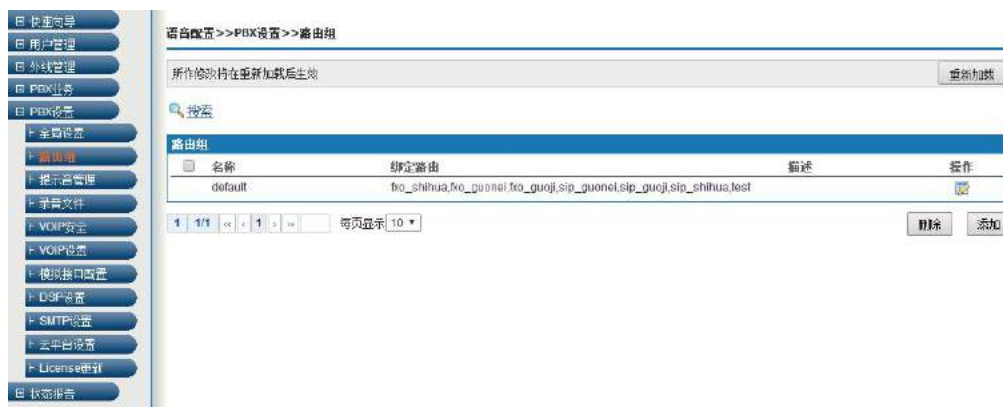 快速向导
用户管理
外线管理
PBX业务
PBX设置
全局设置
路由组
提示音管理
录音文件
VOIP安全
VOIP设置
模拟接口配置
DSP设置
SMTP设置
云平台设置
License更新
状态报告
语音配置>>PBX设置>>路由组
所作修改将在重新加载后生效
重新加载
搜索
路由组
名称 绑定路由 描述 操作
default fxo_shihua,fxo_guonei,fxo_guoji,sip_guonei,sip_guoji,sip_shihua,test
1 1/1 « ‹ 1 › » 每页显示 10
删除 添加